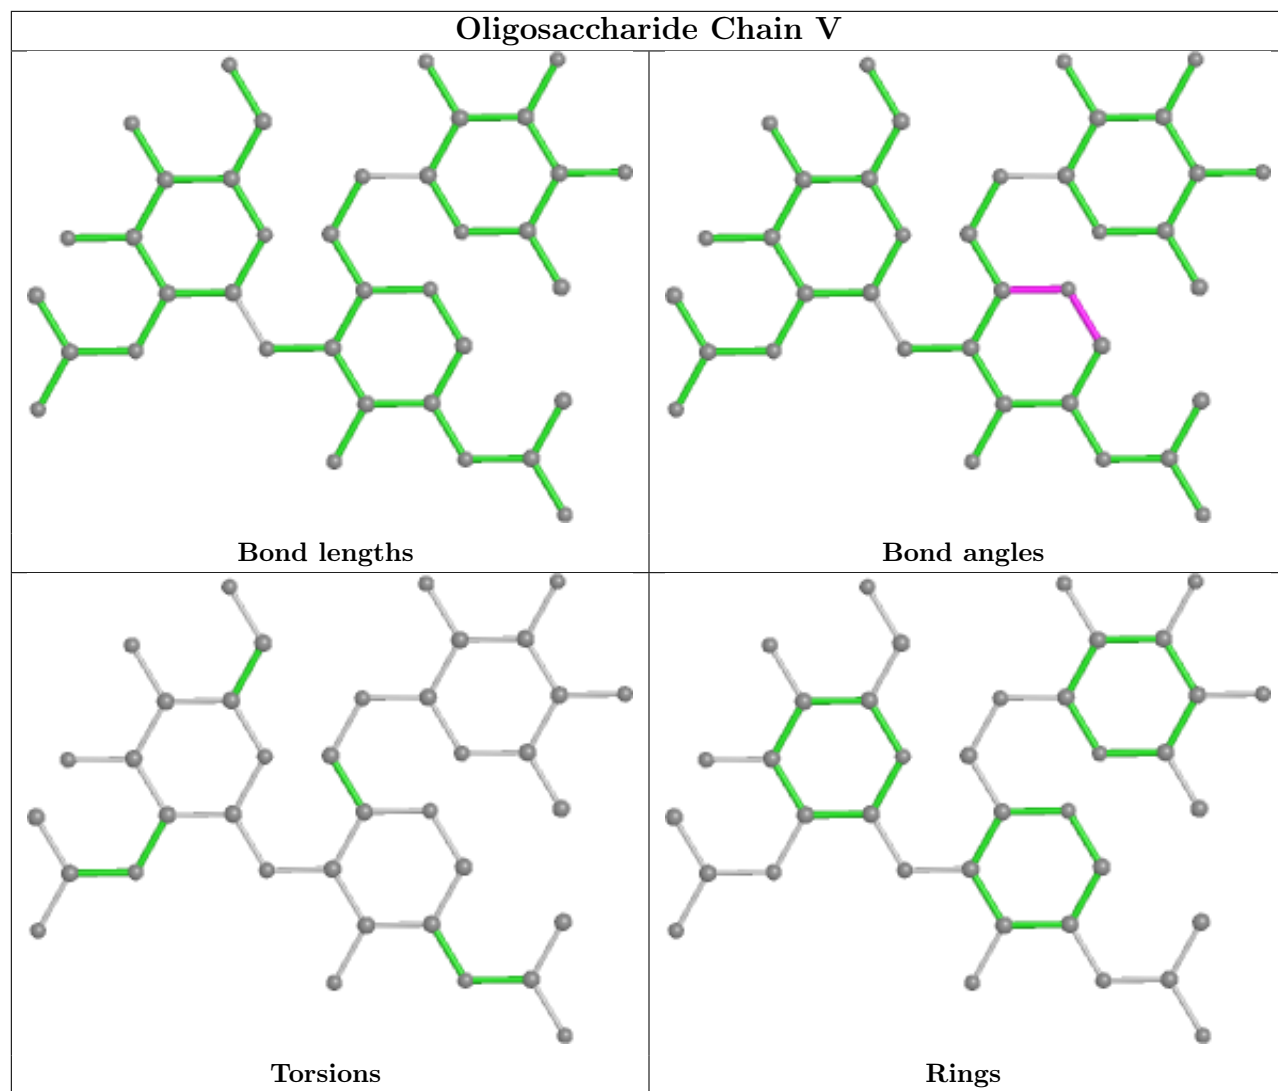 Oligosaccharide Chain V
Bond lengths
Bond angles
Torsions
Rings